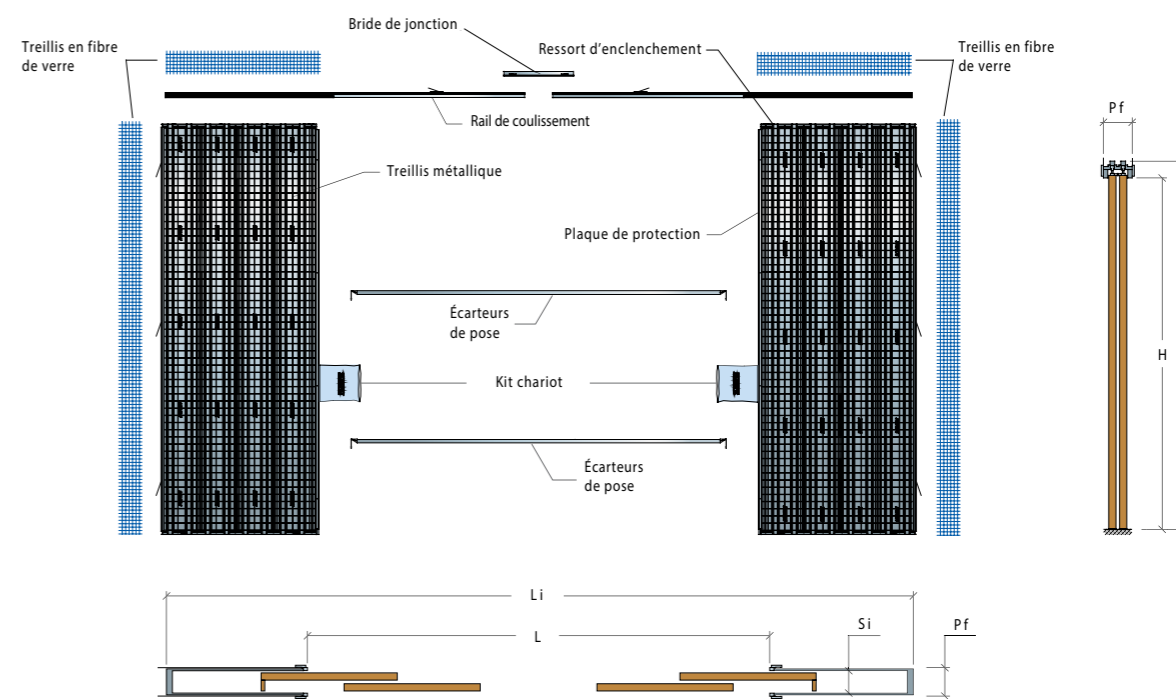 Bride de jonction
Treillis en fibre
de verre
Ressort d'enclenchement
Treillis en fibre
de verre
Pf
Rail de coulissement
Treillis métallique
Plaque de protection
Écarteurs
de pose
H
Kit chariot
Écarteurs
de pose
Li
L
Si
Pf